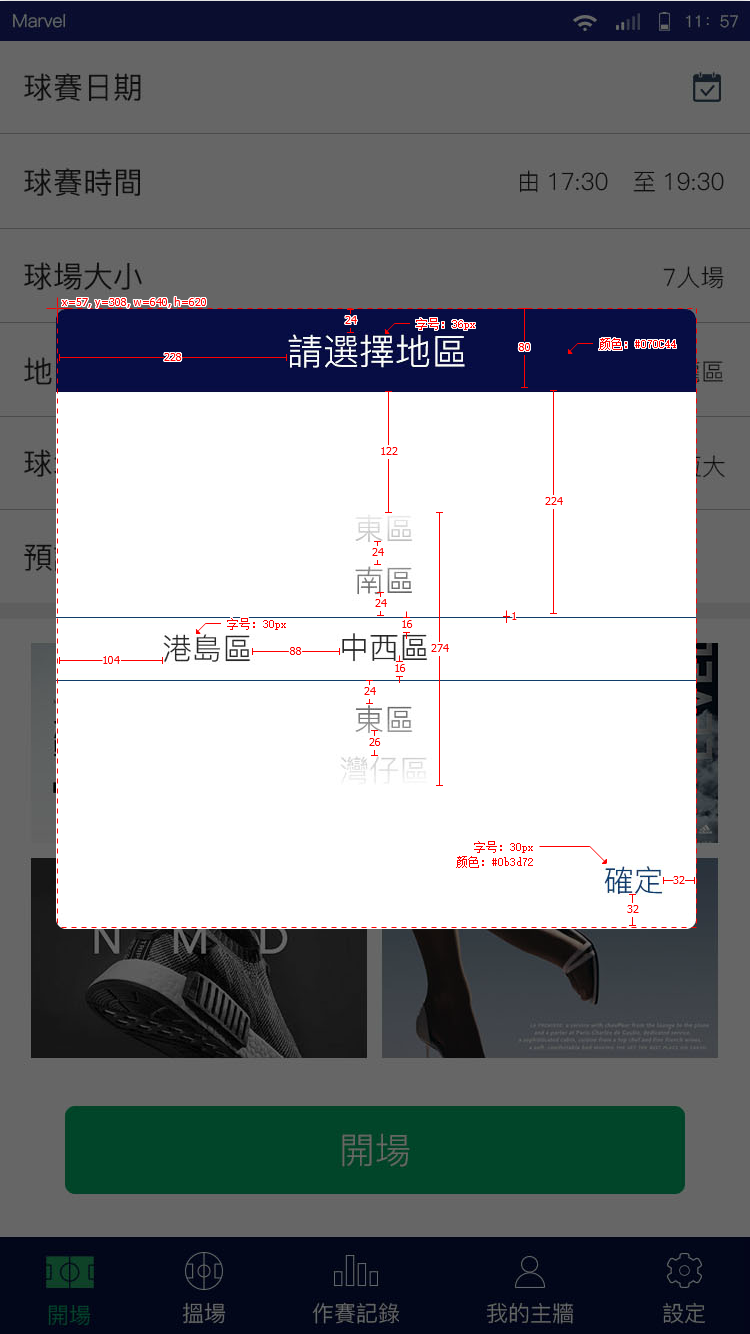 Marvel 11: 57
球賽日期
球賽時間 由 17:30 至 19:30
球場大小 7人場
x=57,y=308,w=640,h=620
24
字号: 36px
請選擇地區
228
80
颜色: #070C44
地
區
122
球
大
224
東區
24
預
南區
24
1
字号: 30px
16
港島區 中西區
104
88
274
16
24
東區
26
灣仔區
字号: 30px
颜色: #0b3d72
確定
32
32
NMD
開場
開場 搵場 作賽記錄 我的主牆 設定